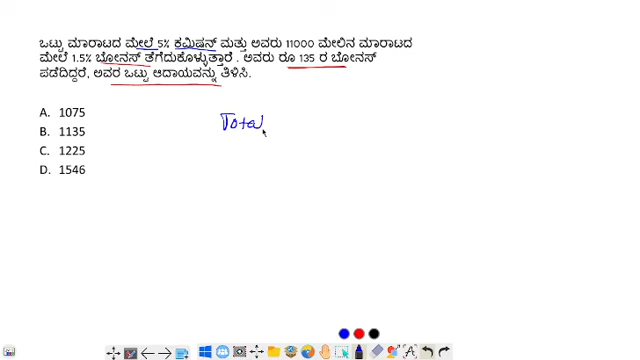 ಒಟ್ಟು ಮಾರಾಟದ ಮೇಲೆ 5% ಕಮಿಷನ್ ಮತ್ತು ಅವರು 11000 ಮೇಲಿನ ಮಾರಾಟದ
ಮೇಲೆ 1.5% ಬೋನಸ್ ತೆಗೆದುಕೊಳ್ಳುತ್ತಾರೆ . ಅವರು ರೂ 135 ರ ಬೋನಸ್
ಪಡೆದಿದ್ದರೆ, ಅವರ ಒಟ್ಟು ಆದಾಯವನ್ನು ತಿಳಿಸಿ.
A. 1075
B. 1135
C. 1225
D. 1546
Total